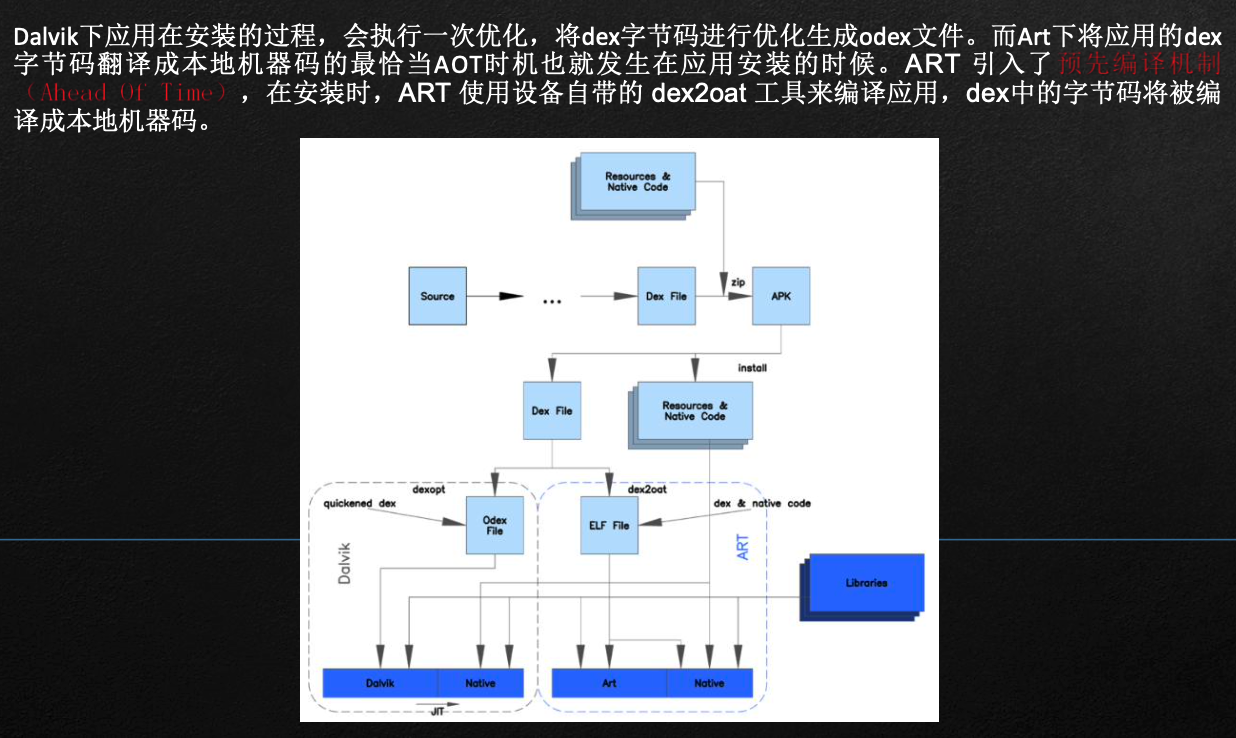 Dalvik下应用在安装的过程，会执行一次优化，将dex字节码进行优化生成odex文件。而Art下将应用的dex
字节码翻译成本地机器码的最恰当AOT时机也就发生在应用安装的时候。ART 引入了预先编译机制
（Ahead Of Time），在安装时，ART 使用设备自带的 dex2oat 工具来编译应用，dex中的字节码将被编
译成本地机器码。
Resources &
Native Code
Source
...
Dex File
zip
APK
install
Dex File
Resources &
Native Code
dexopt
dex2oat
quickened dex
dex & native code
Odex
File
ELF File
Dalvik
ART
Libraries
Dalvik
Native
Art
Native
JIT